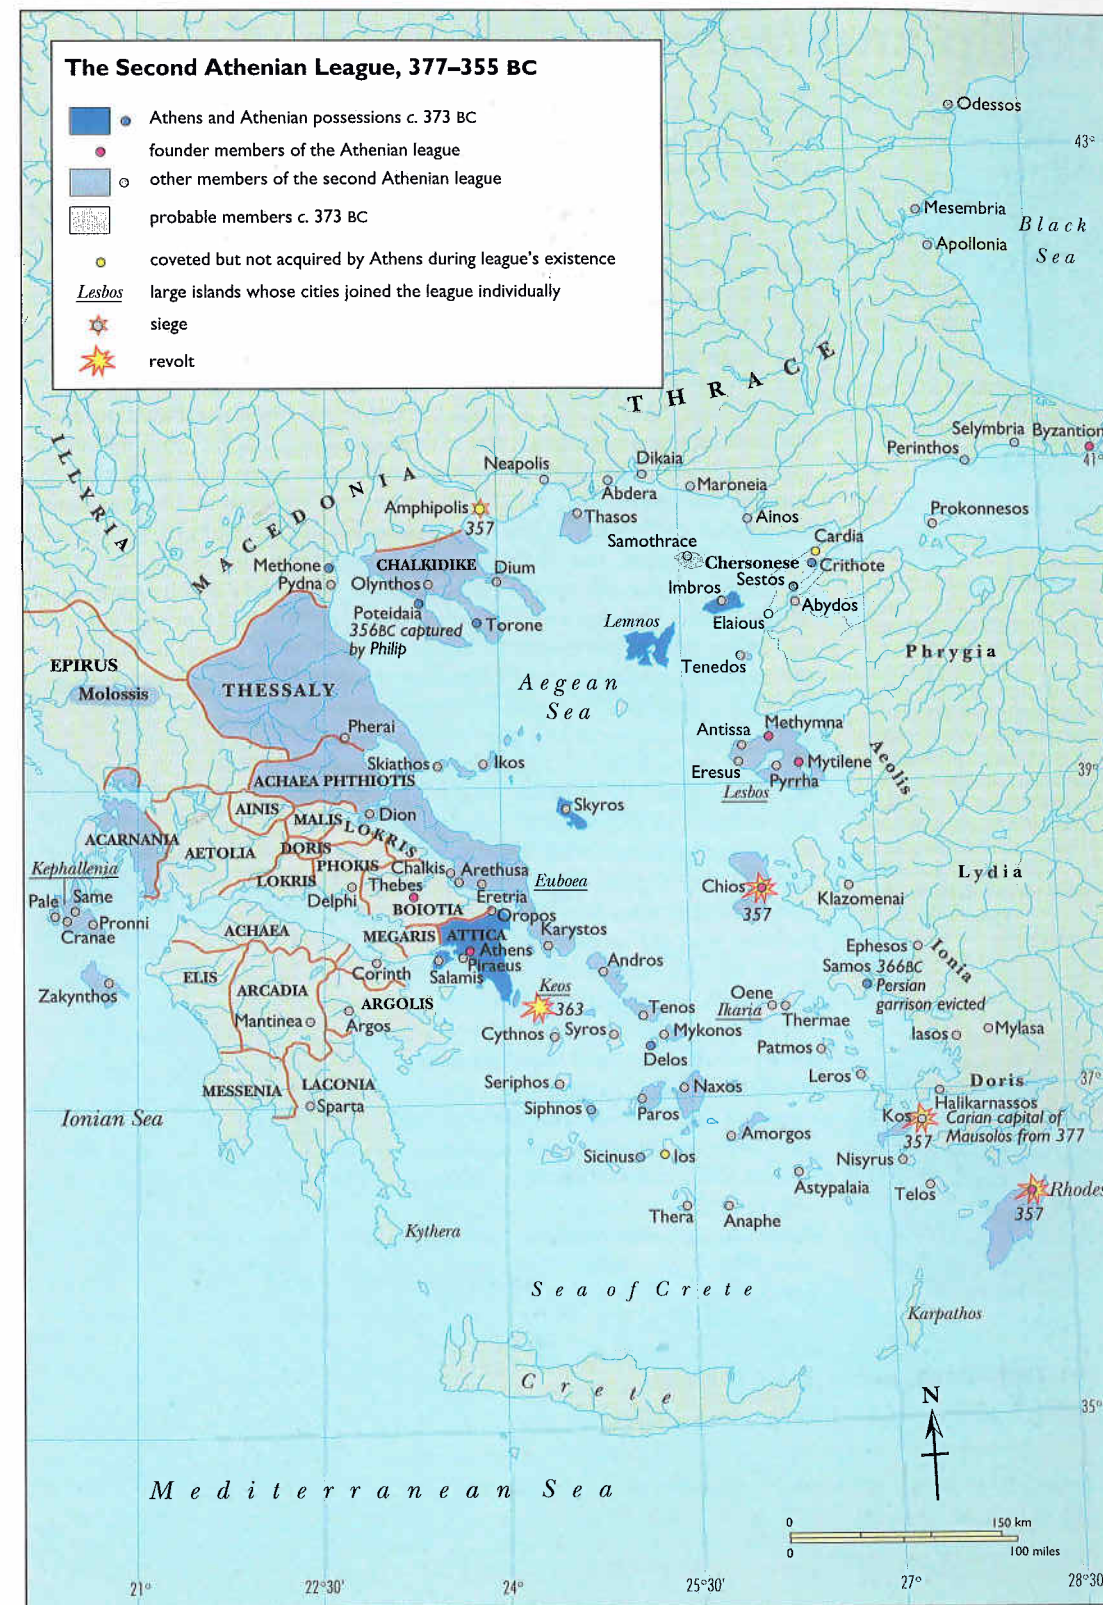 The Second Athenian League, 377–355 BC
Athens and Athenian possessions c. 373 BC
founder members of the Athenian league
other members of the second Athenian league
probable members c. 373 BC
coveted but not acquired by Athens during league's existence
Lesbos
large islands whose cities joined the league individually
siege
revolt
Odessos
43°
Mesembria
Black
Sea
Apollonia
THRACE
ILLYRIA
MACEDONIA
Selymbria
Byzantion
Perinthos
41°
Neapolis
Dikaia
Abdera
Maroneia
Amphipolis
357
Thasos
Ainos
Prokonnesos
Samothrace
Cardia
Methone
CHALKIDIKE
Dium
Chersonese
Crithote
Pydna
Olynthos
Imbros
Sestos
Abydos
Poteidaia
356BC captured
by Philip
Torone
Lemnos
Elaious
EPIRUS
Molossis
THESSALY
Tenedos
Phrygia
Aegean
Sea
Pherai
Antissa
Methymna
Skiathos
Ikos
Eresus
Mytilene
Pyrrha
Lesbos
Aeolis
39°
ACHAEA PHTHIOTIS
AINIS
MALIS
LOKRIS
Dion
Skyros
ACARNANIA
AETOLIA
DORIS
PHOKIS
Chalkis
Arethusa
Kephallenia
LOKRIS
Thebes
Euboea
Lydia
Delphi
Eretria
Chios
357
Klazomenai
Pale
Same
BOIOTIA
Oropos
Pronni
Cranae
ACHAEA
MEGARIS
ATTICA
Karystos
Athens
Piraeus
Ephesos
Ionia
ELIS
Corinth
Salamis
Andros
Samos 366BC
Persian
garrison evicted
Zakynthos
ARCADIA
ARGOLIS
Keos
363
Tenos
Oene
Ikaria
Thermae
Mantinea
Argos
Cythnos
Syros
Mykonos
Iasos
Mylasa
Delos
Patmos
MESSENIA
LACONIA
Seriphos
Naxos
Leros
Doris
37°
Sparta
Siphnos
Paros
Halikarnassos
Carian capital of
Mausolos from 377
Kos
357
Ionian Sea
Amorgos
Sicinus
Ios
Nisyrus
Astypalaia
Telos
Rhodes
357
Thera
Anaphe
Kythera
Sea of Crete
Karpathos
Crete
N
35°
Mediterranean Sea
0
150 km
0
100 miles
21°
22°30'
24°
25°30'
27°
28°30